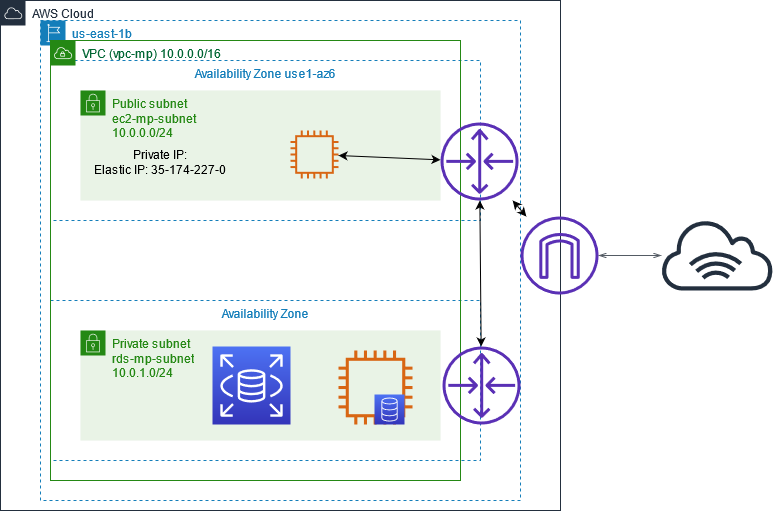 AWS Cloud
us-east-1b
VPC (vpc-mp) 10.0.0.0/16
Availability Zone use1-az6
Public subnet
ec2-mp-subnet
10.0.0.0/24
Private IP:
Elastic IP: 35-174-227-0
Availability Zone
Private subnet
rds-mp-subnet
10.0.1.0/24